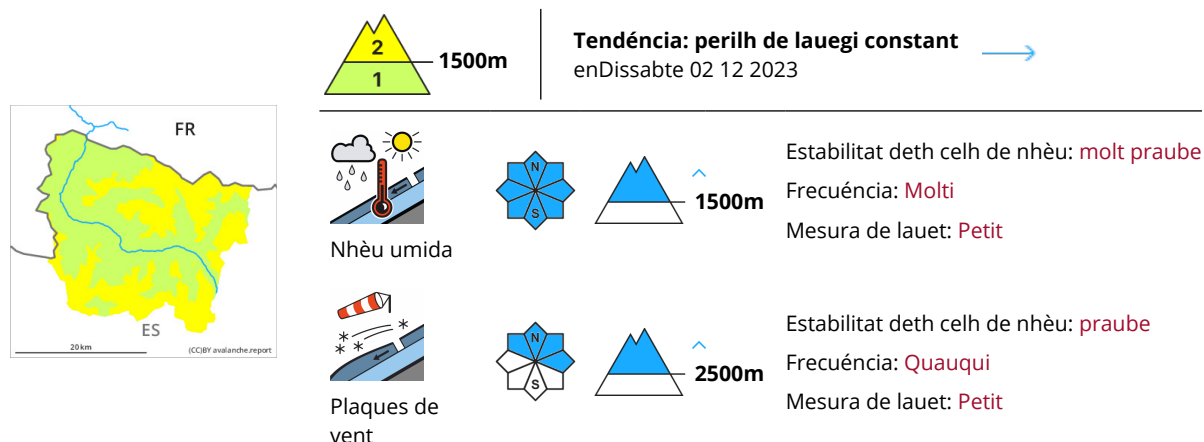 2
1
1500m
Tendéncia: perilh de lauegi constant
enDissabte 02 12 2023
FR
ES
20 km
(CC)BY avalanche.report
Nhèu umida
N
S
1500m
Estabilitat deth celh de nhèu: molt praube
Frecuéncia: Molti
Mesura de lauet: Petit
Plaques de
vent
N
S
2500m
Estabilitat deth celh de nhèu: praube
Frecuéncia: Quauqui
Mesura de lauet: Petit